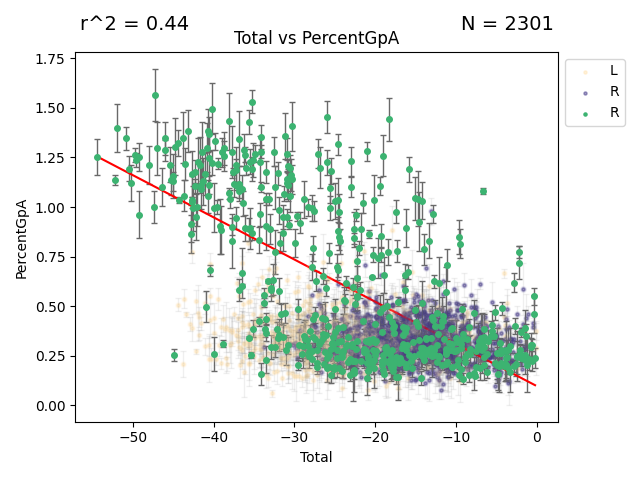 r^2 = 0.44
N = 2301
Total vs PercentGpA
L
R
R
PercentGpA
1.75
1.50
1.25
1.00
0.75
0.50
0.25
0.00
−50
−40
−30
−20
−10
0
Total